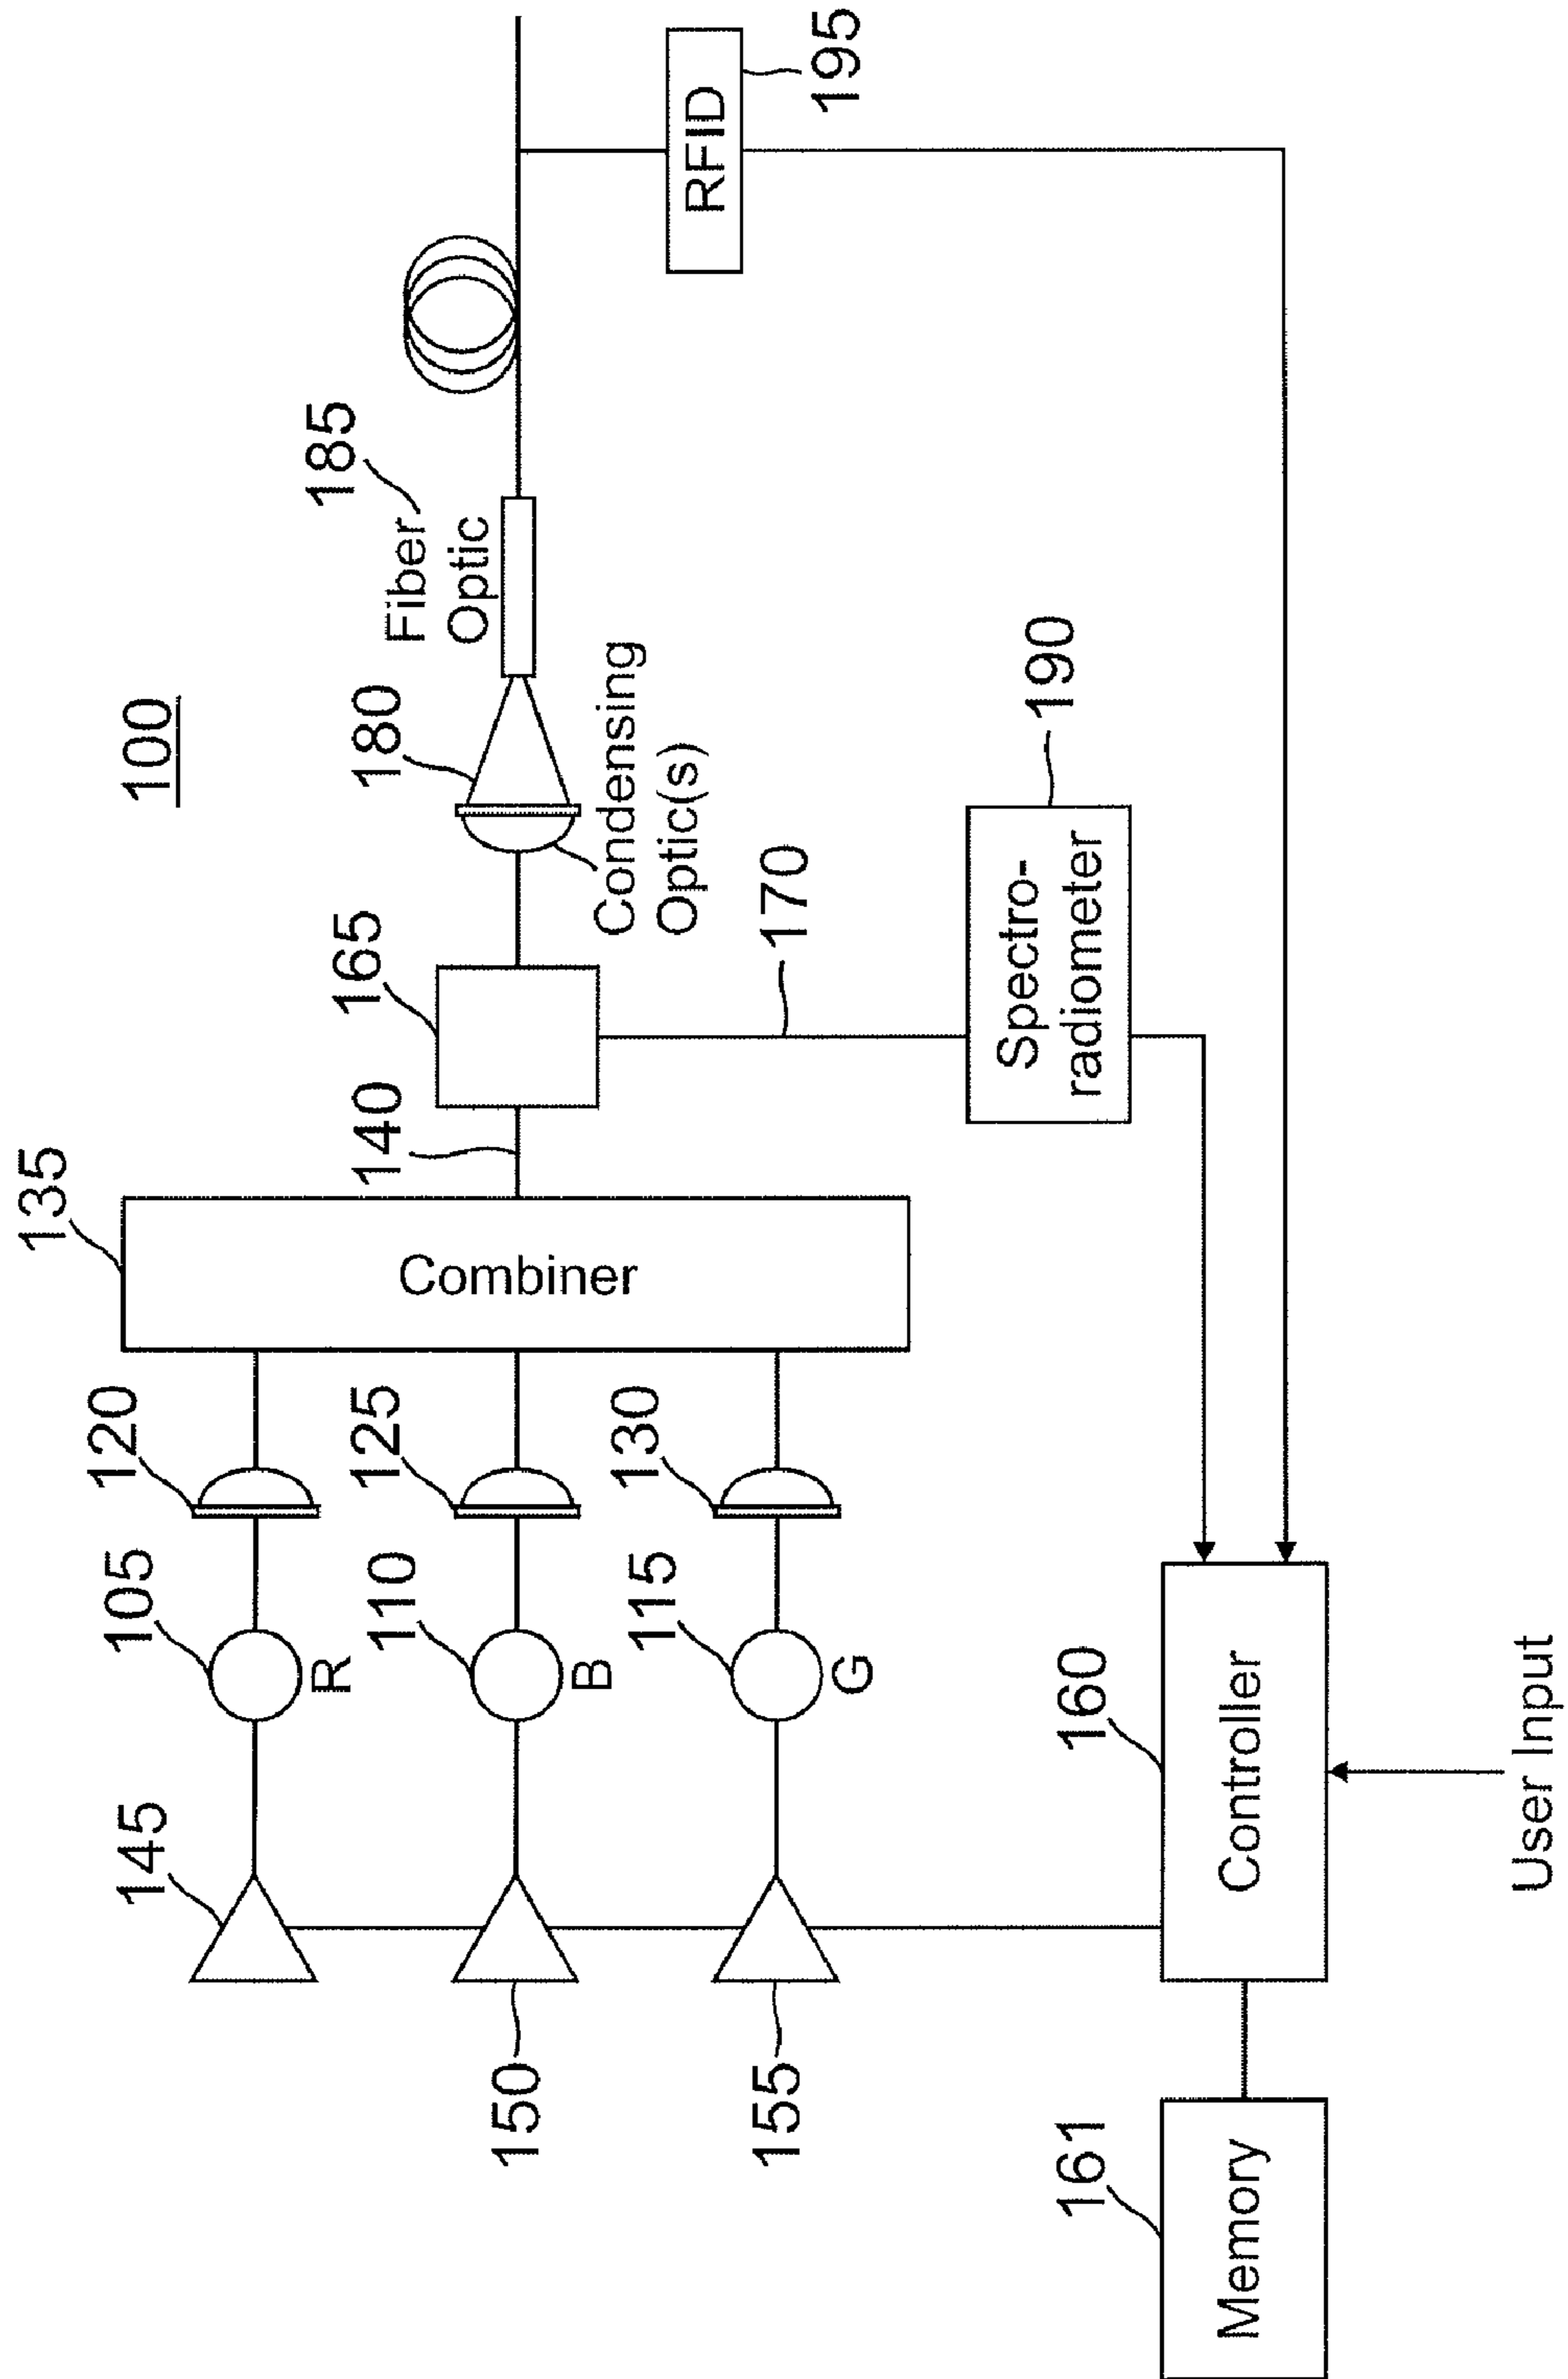 100
135
120
105
145
R
125
110
B
150
130
115
G
155
Combiner
140
165
180
Condensing
Optic(s)
185
Fiber
Optic
170
190
Spectro-
radiometer
RFID
195
160
Controller
161
Memory
User Input